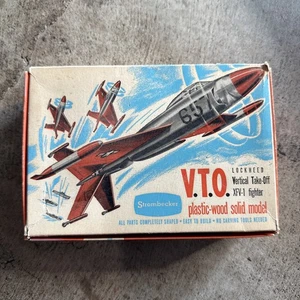 65
Strombecker
V.T.O.
LOCKHEED
Vertical Take-Off
XFV-1 fighter
plastic-wood solid model
ALL PARTS COMPLETELY SHAPED • EASY TO BUILD • NO CARVING TOOLS NEEDED